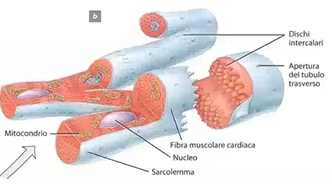 b
Dischi
intercalari
Apertura
del tubulo
trasverso
Mitocondrio
Fibra muscolare cardiaca
Nucleo
Sarcolemma